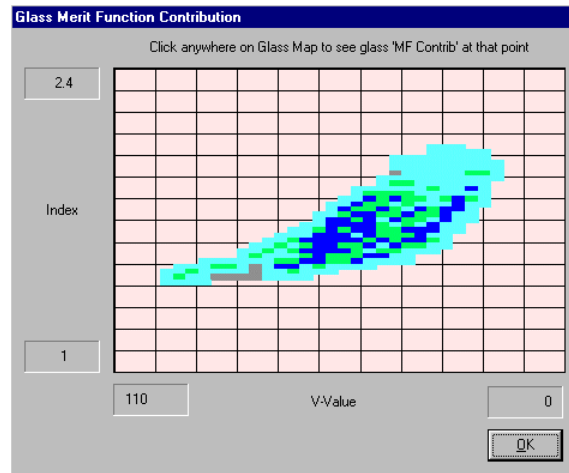 Glass Merit Function Contribution
Click anywhere on Glass Map to see glass 'MF Contrib' at that point
2.4
Index
1
110
V-Value
0
OK